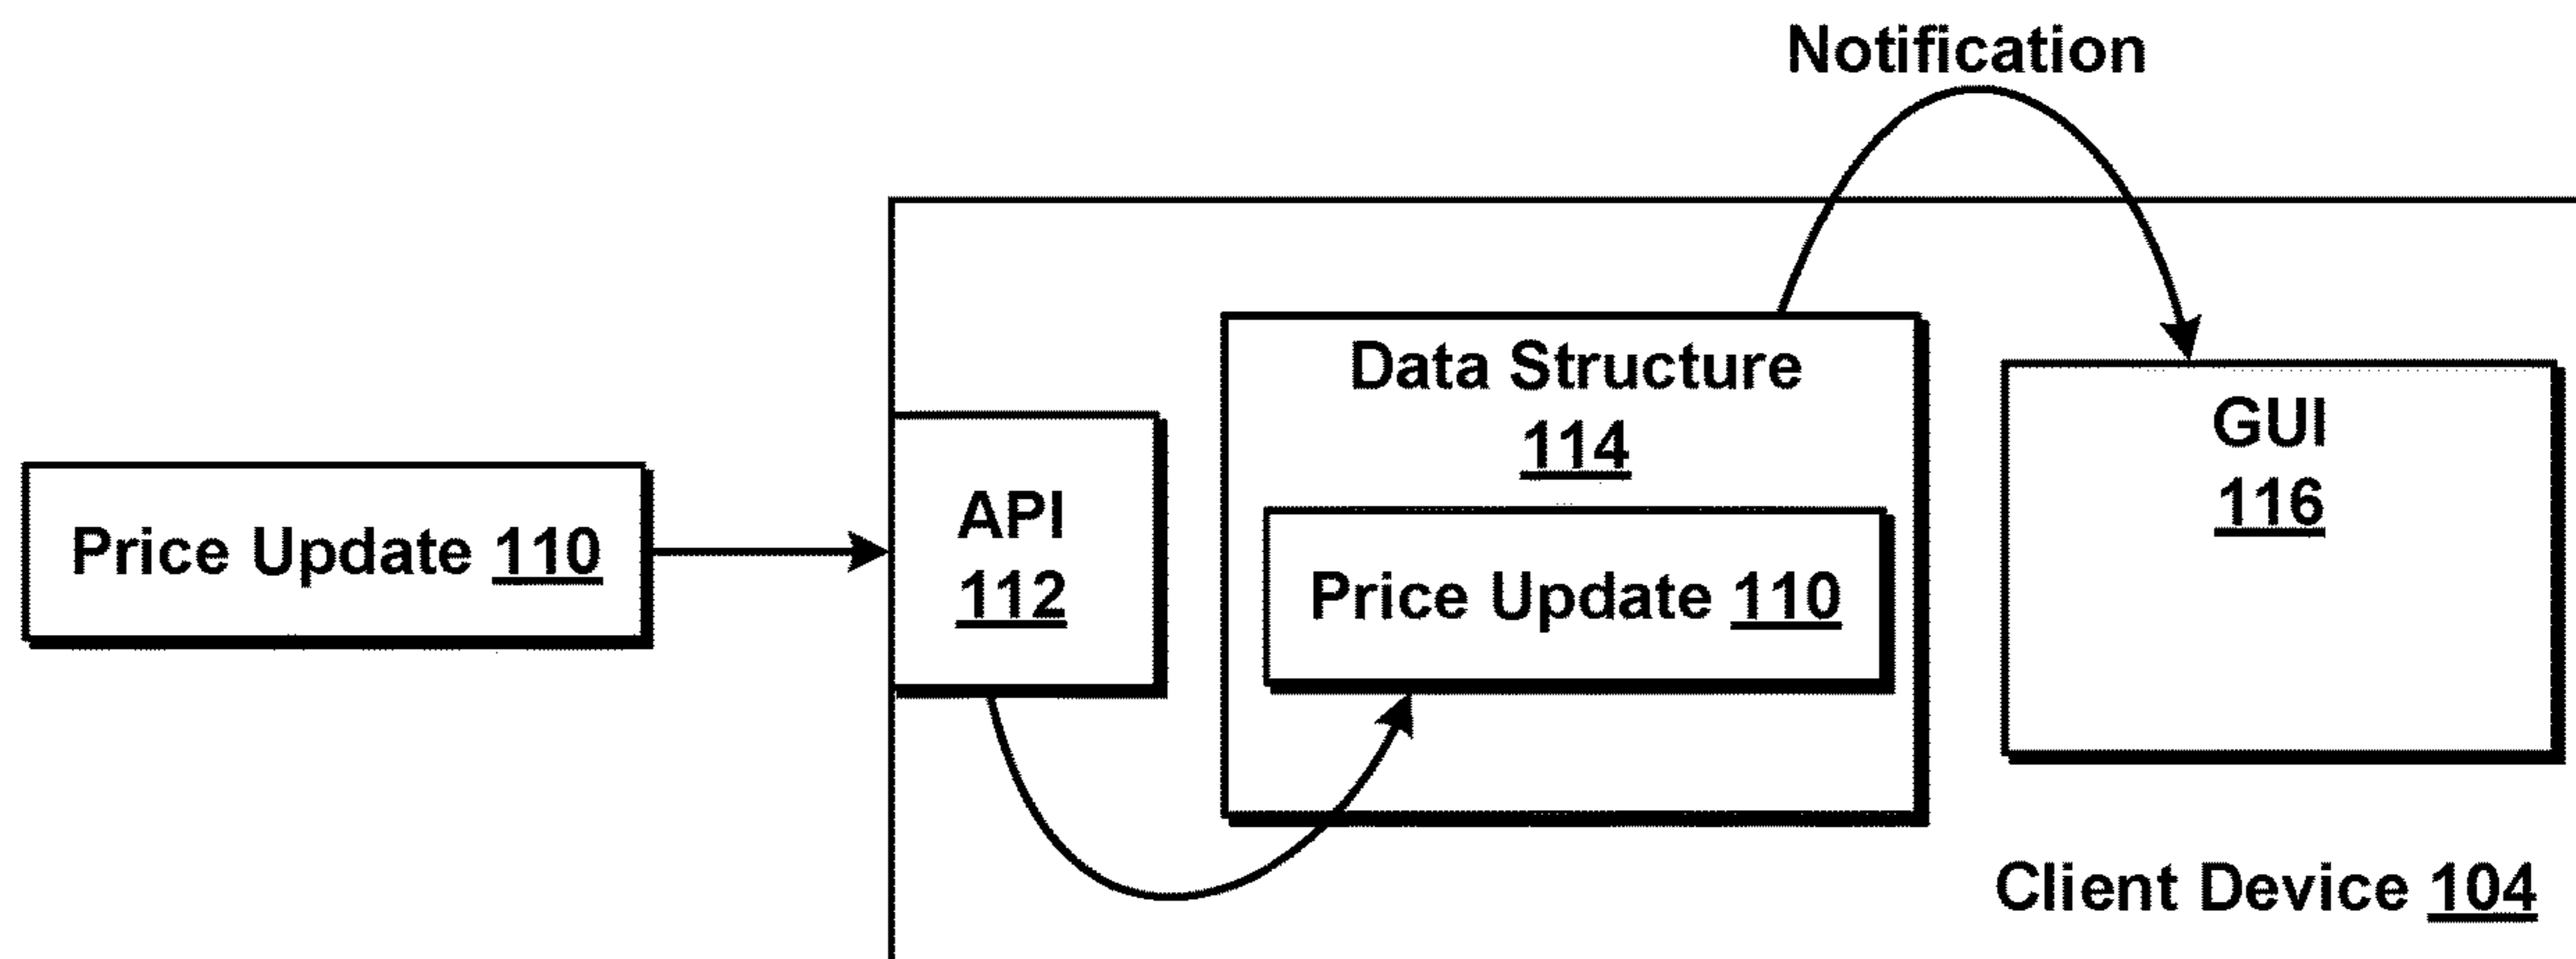 Notification
Data Structure
114
GUI
116
API
112
Price Update 110
Price Update 110
Client Device 104